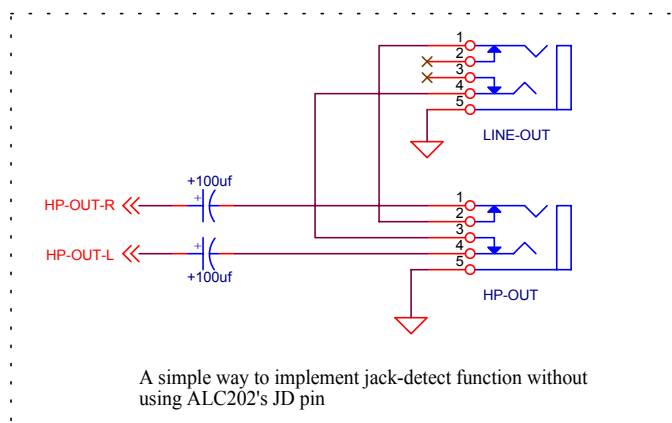 1
2
3
4
5
LINE-OUT
+100uf
+
HP-OUT-R
1
2
3
4
5
HP-OUT-L
+
+100uf
HP-OUT
A simple way to implement jack-detect function without
using ALC202's JD pin